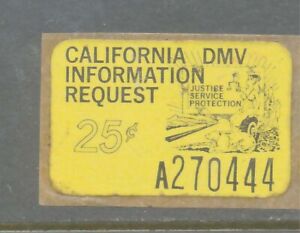 CALIFORNIA DMV
INFORMATION
REQUEST
JUSTICE
SERVICE
PROTECTION
25¢
A270444